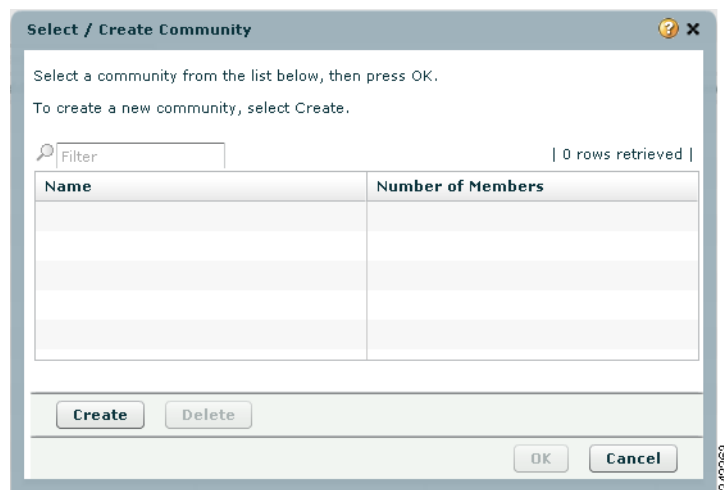 Select / Create Community
Select a community from the list below, then press OK.
To create a new community, select Create.
Filter
| 0 rows retrieved |
Name Number of Members
Create Delete
OK Cancel